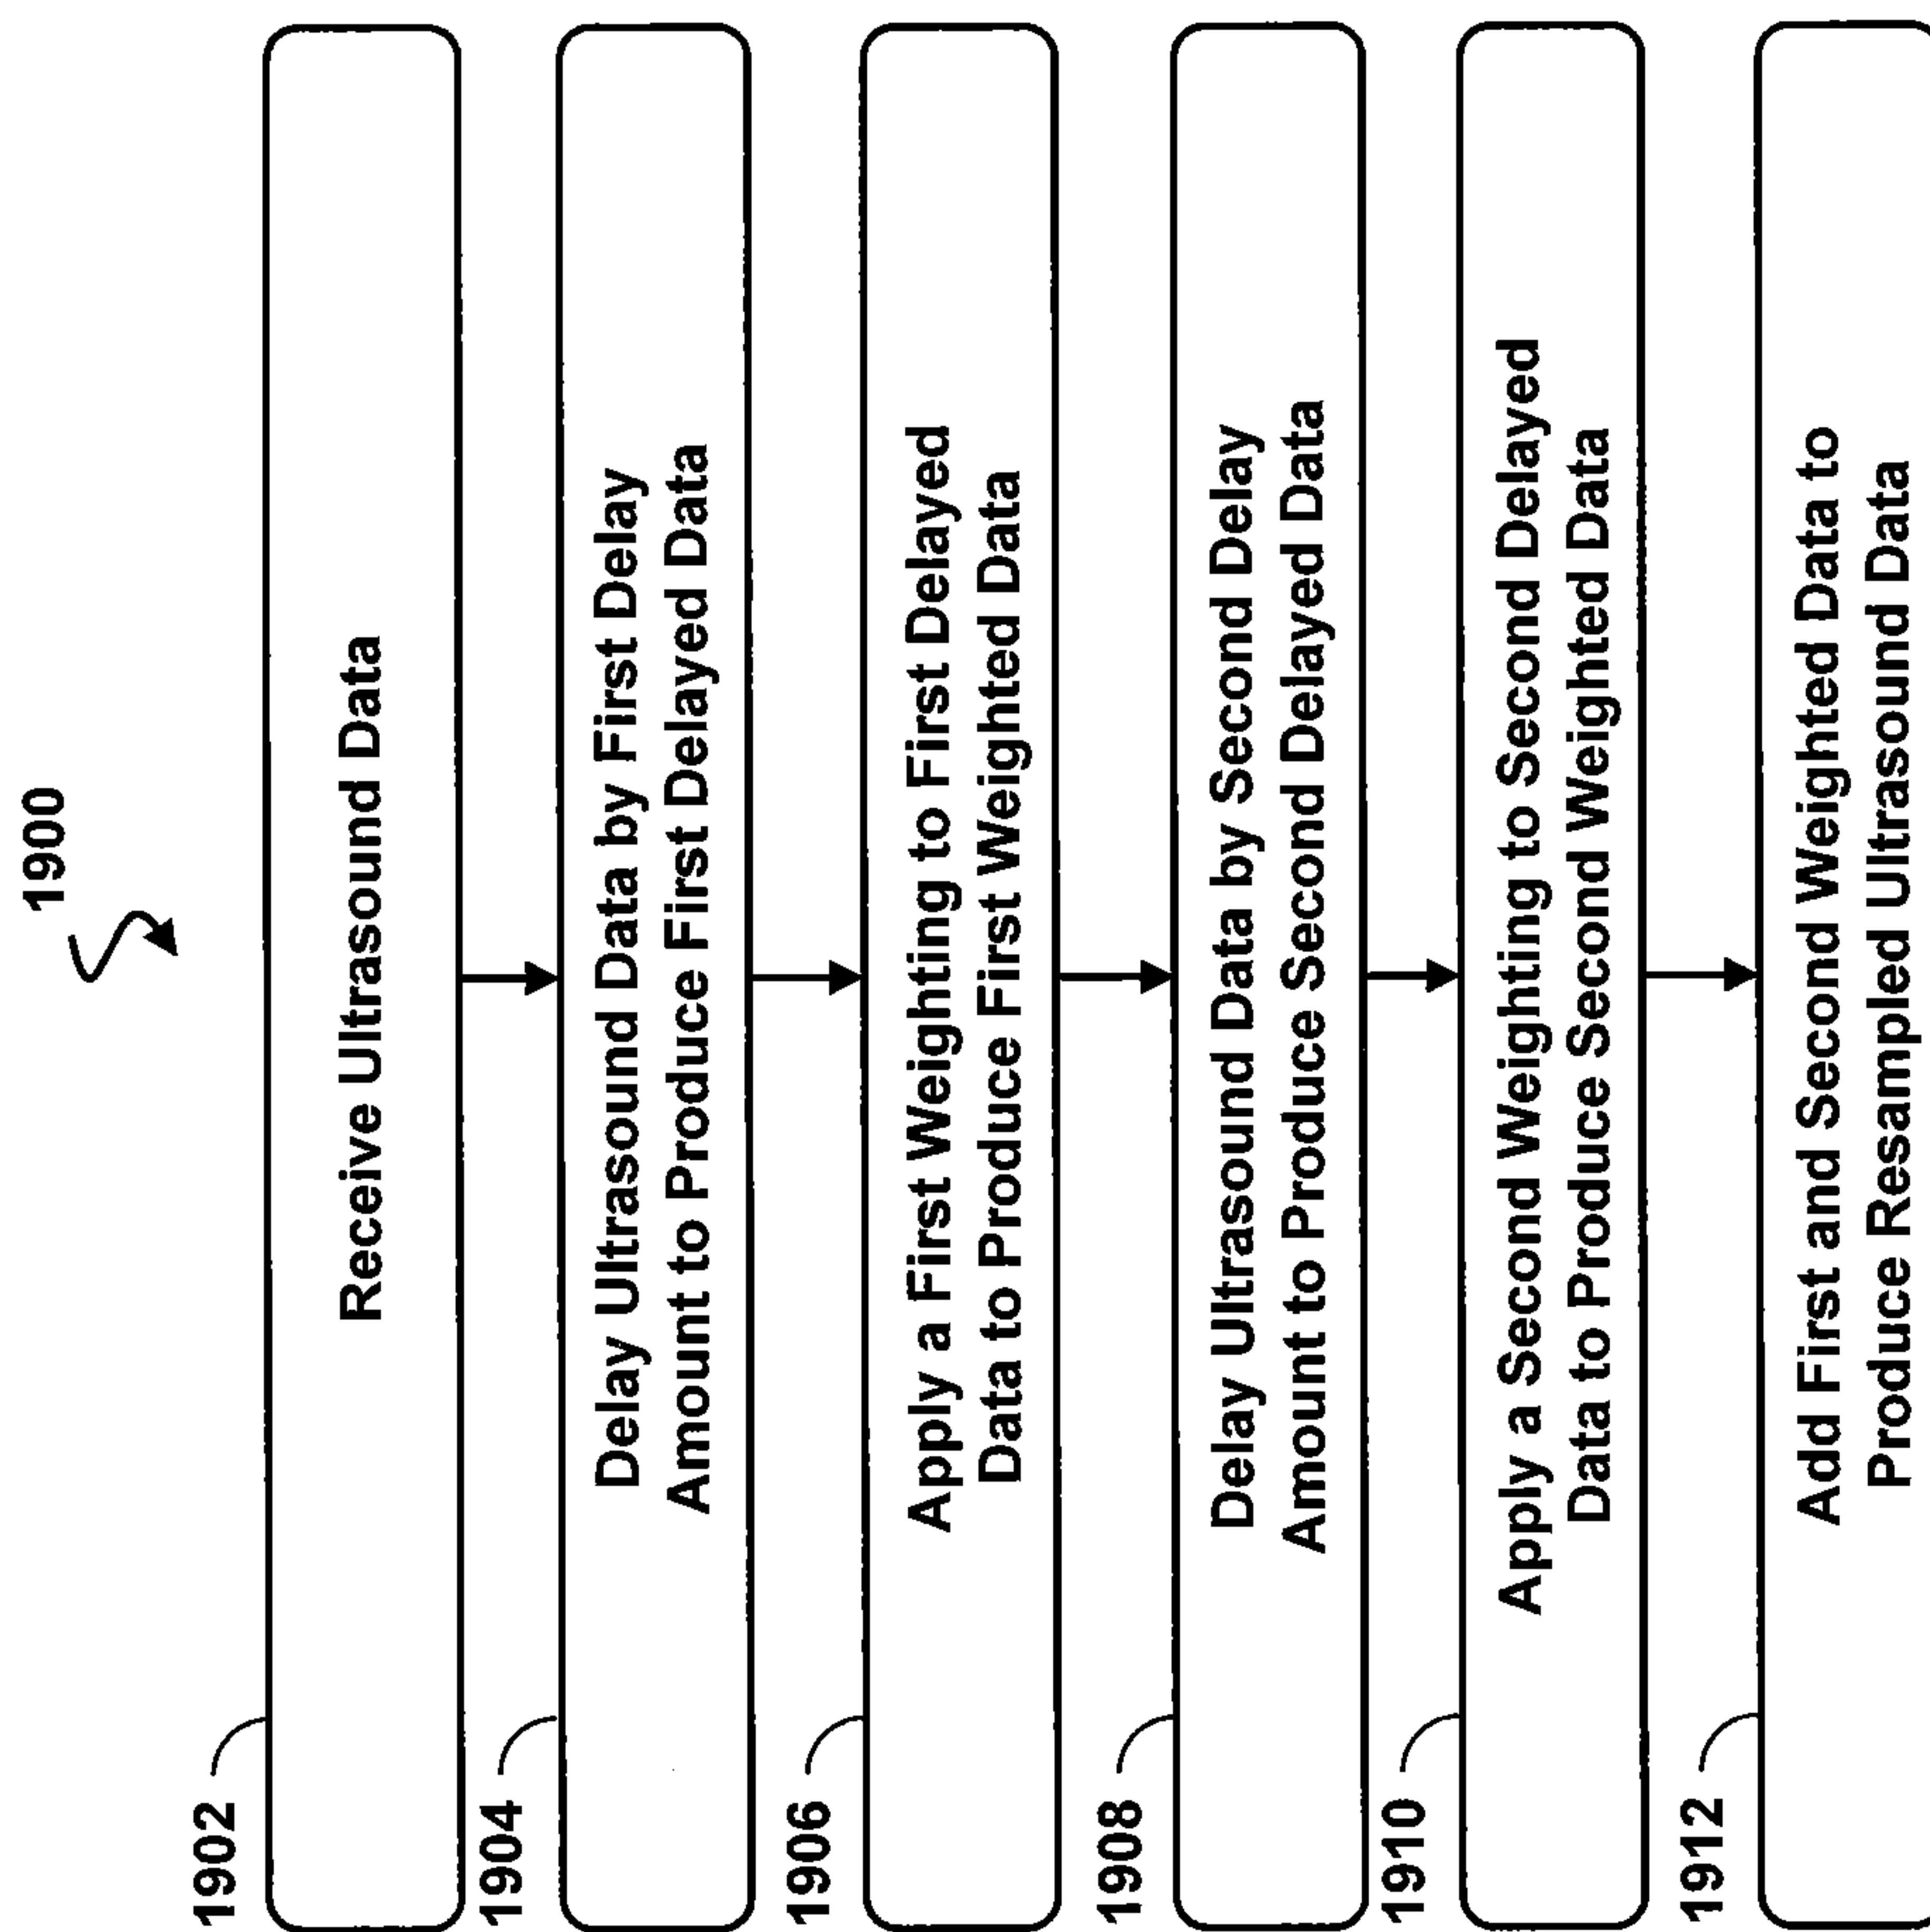 1900
1902
Receive Ultrasound Data
1904
Delay Ultrasound Data by First Delay
Amount to Produce First Delayed Data
1906
Apply a First Weighting to First Delayed
Data to Produce First Weighted Data
1908
Delay Ultrasound Data by Second Delay
Amount to Produce Second Delayed Data
1910
Apply a Second Weighting to Second Delayed
Data to Produce Second Weighted Data
1912
Add First and Second Weighted Data to
Produce Resampled Ultrasound Data